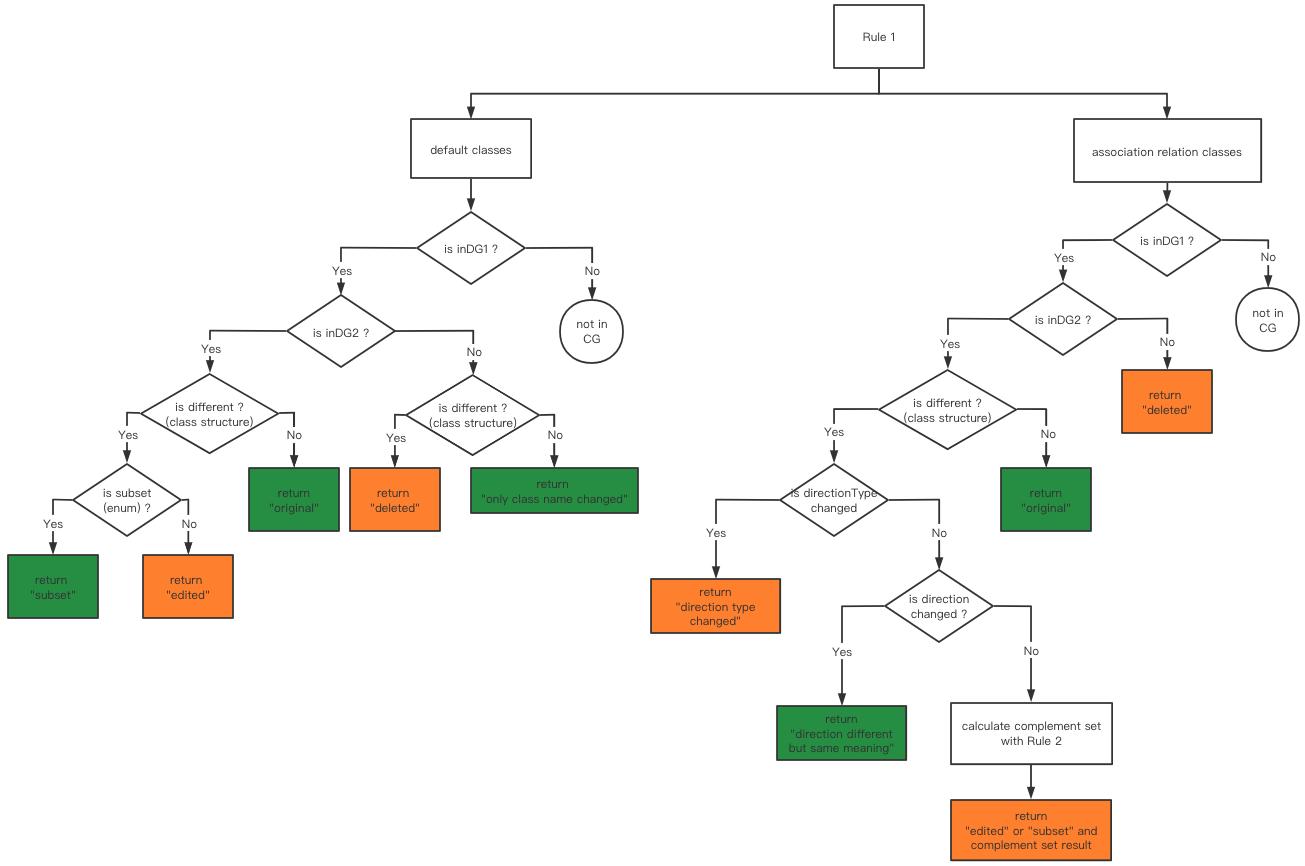 Rule 1
default classes
association relation classes
is inDG1 ?
Yes
No
not in
CG
is inDG2 ?
Yes
No
is different ?
(class structure)
Yes
No
is subset
(enum) ?
Yes
No
return
"subset"
return
"edited"
return
"original"
is different ?
(class structure)
Yes
No
return
"deleted"
return
"only class name changed"
is inDG1 ?
Yes
No
not in
CG
is inDG2 ?
Yes
No
return
"deleted"
is different ?
(class structure)
Yes
No
return
"original"
is directionType
changed
Yes
No
return
"direction type
changed"
is direction
changed ?
Yes
No
return
"direction different
but same meaning"
calculate complement set
with Rule 2
return
"edited" or "subset" and
complement set result